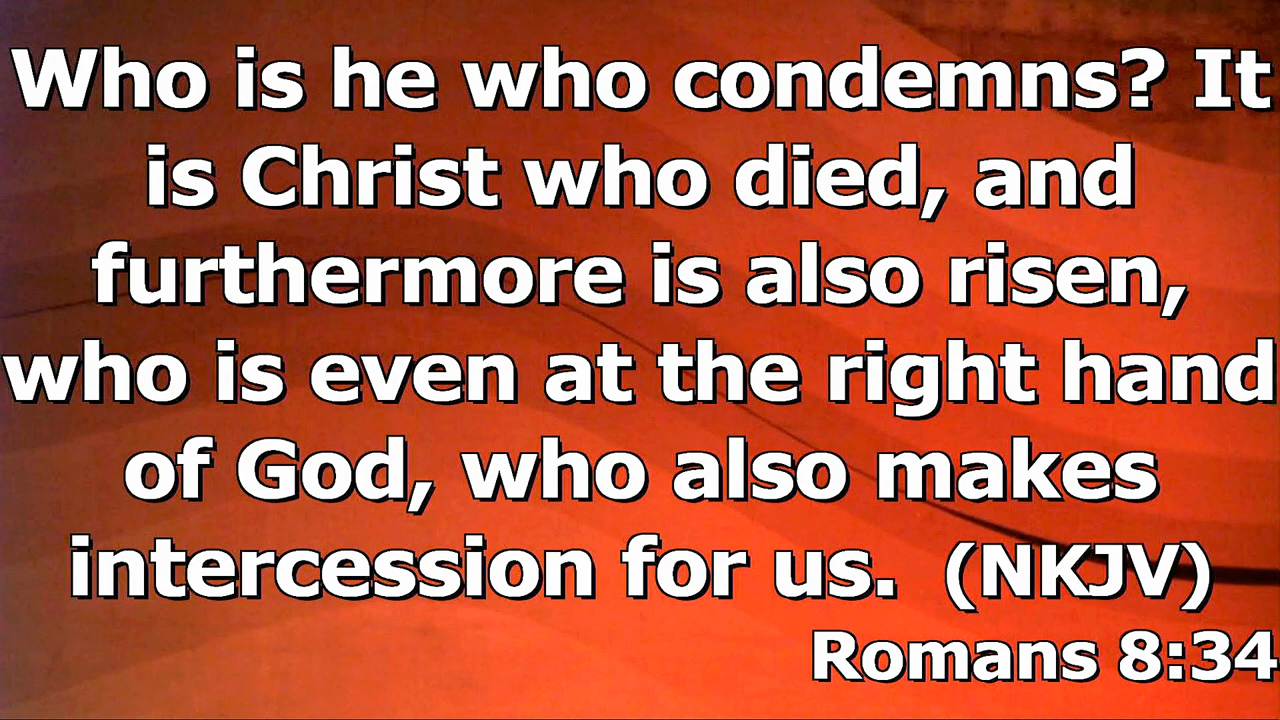 Who is he who condemns? It
is Christ who died, and
furthermore is also risen,
who is even at the right hand
of God, who also makes
intercession for us.  (NKJV)
Romans 8:34